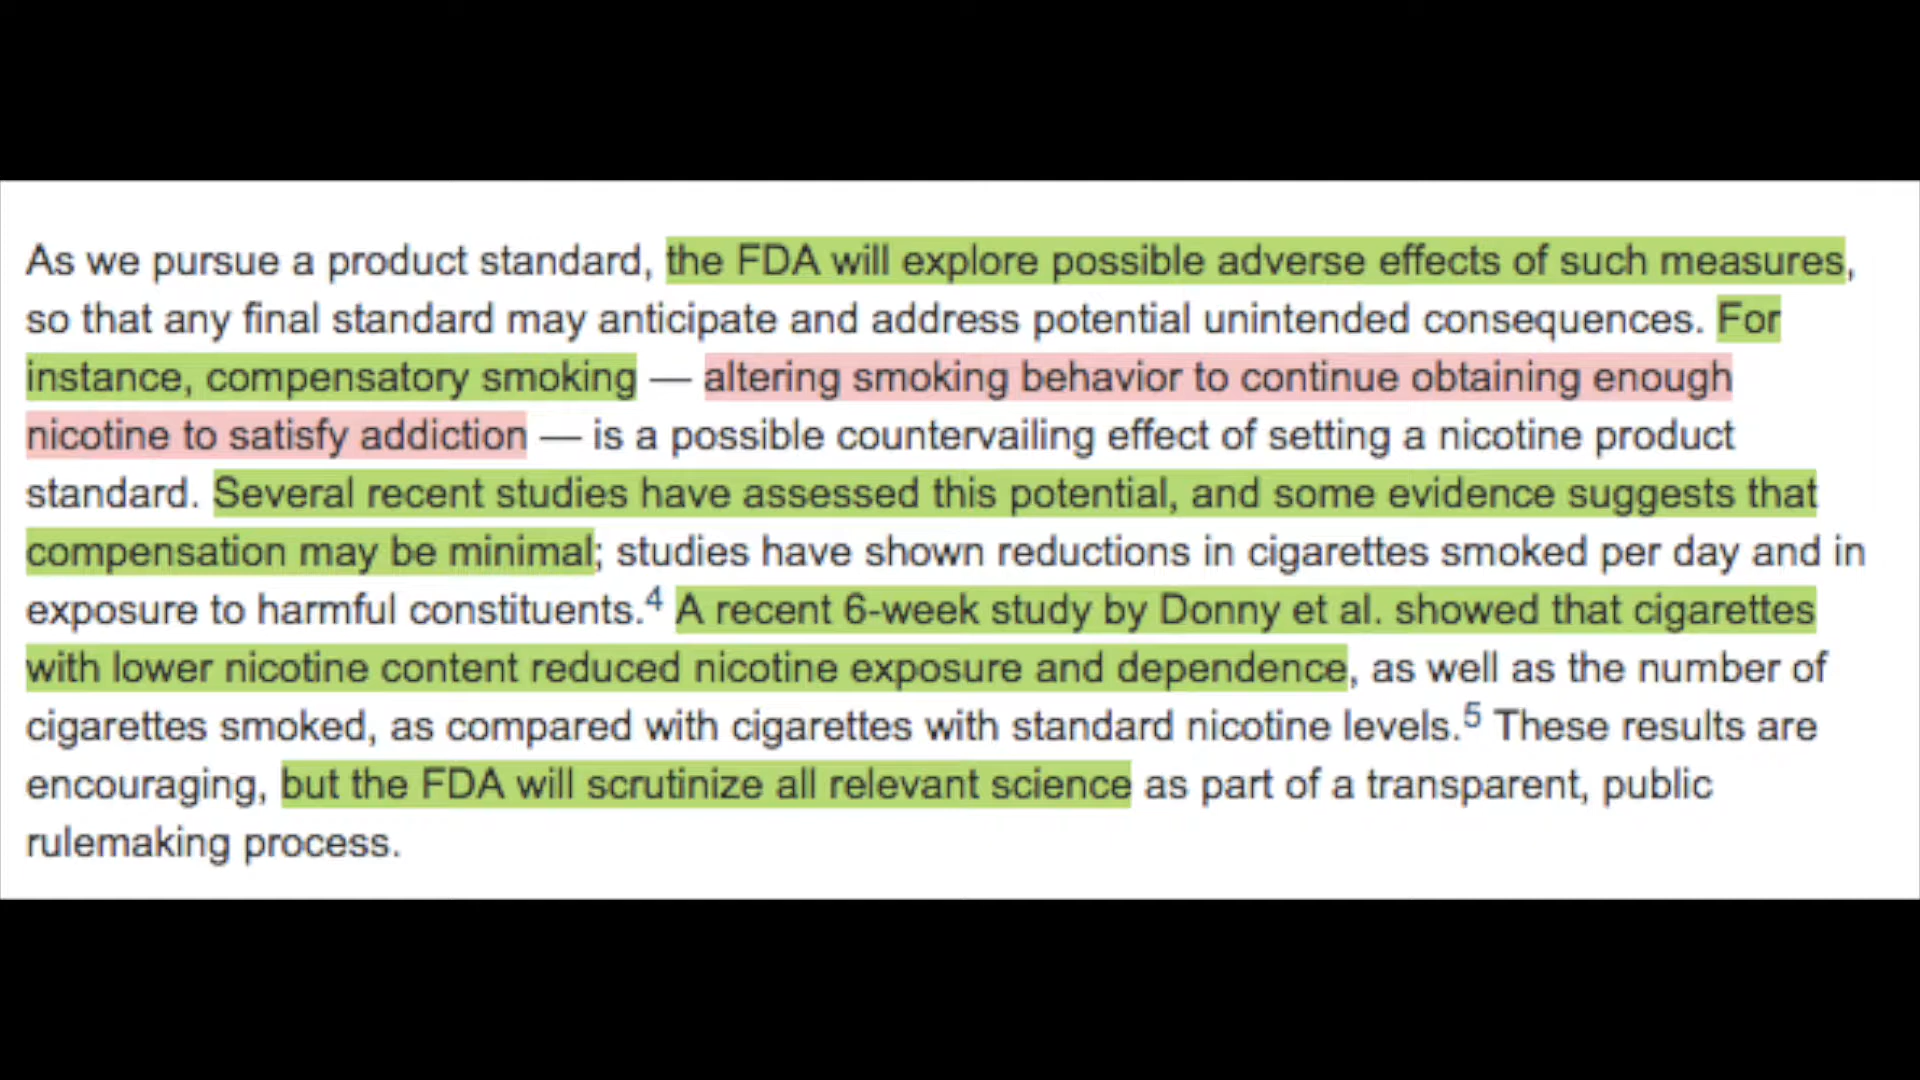 As we pursue a product standard, the FDA will explore possible adverse effects of such measures,
so that any final standard may anticipate and address potential unintended consequences. For
instance, compensatory smoking — altering smoking behavior to continue obtaining enough
nicotine to satisfy addiction — is a possible countervailing effect of setting a nicotine product
standard. Several recent studies have assessed this potential, and some evidence suggests that
compensation may be minimal; studies have shown reductions in cigarettes smoked per day and in
exposure to harmful constituents.4 A recent 6-week study by Donny et al. showed that cigarettes
with lower nicotine content reduced nicotine exposure and dependence, as well as the number of
cigarettes smoked, as compared with cigarettes with standard nicotine levels.5 These results are
encouraging, but the FDA will scrutinize all relevant science as part of a transparent, public
rulemaking process.